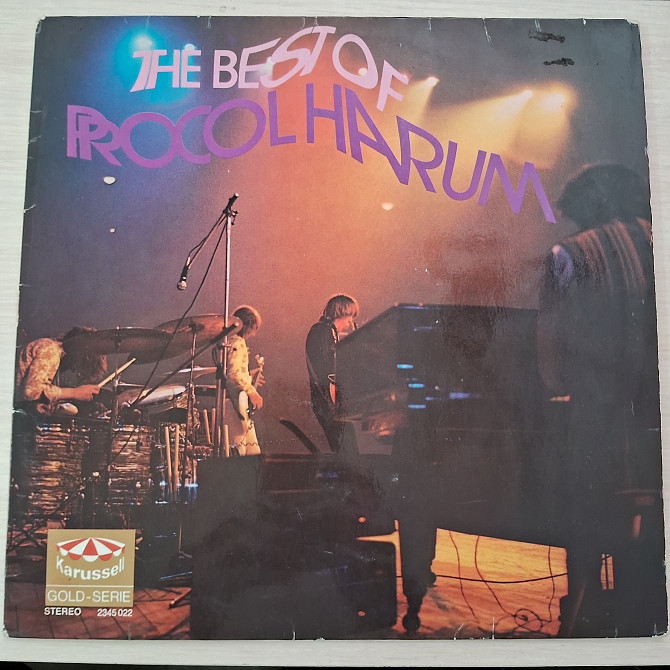 THE BEST OF
PROCOL HARUM
Karussell
GOLD-SERIE
STEREO 2345 022